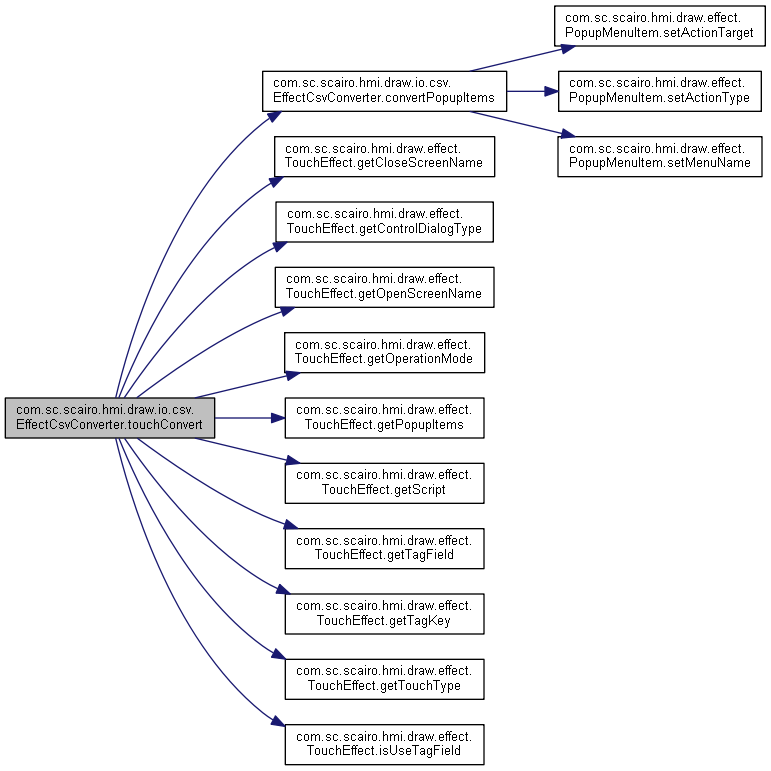 com.sc.scairo.hmi.draw.effect.
PopupMenuItem.setActionTarget
com.sc.scairo.hmi.draw.io.csv.
EffectCsvConverter.convertPopupItems
com.sc.scairo.hmi.draw.effect.
PopupMenuItem.setActionType
com.sc.scairo.hmi.draw.effect.
PopupMenuItem.setMenuName
com.sc.scairo.hmi.draw.effect.
TouchEffect.getCloseScreenName
com.sc.scairo.hmi.draw.effect.
TouchEffect.getControlDialogType
com.sc.scairo.hmi.draw.effect.
TouchEffect.getOpenScreenName
com.sc.scairo.hmi.draw.effect.
TouchEffect.getOperationMode
com.sc.scairo.hmi.draw.io.csv.
EffectCsvConverter.touchConvert
com.sc.scairo.hmi.draw.effect.
TouchEffect.getPopupItems
com.sc.scairo.hmi.draw.effect.
TouchEffect.getScript
com.sc.scairo.hmi.draw.effect.
TouchEffect.getTagField
com.sc.scairo.hmi.draw.effect.
TouchEffect.getTagKey
com.sc.scairo.hmi.draw.effect.
TouchEffect.getTouchType
com.sc.scairo.hmi.draw.effect.
TouchEffect.isUseTagField